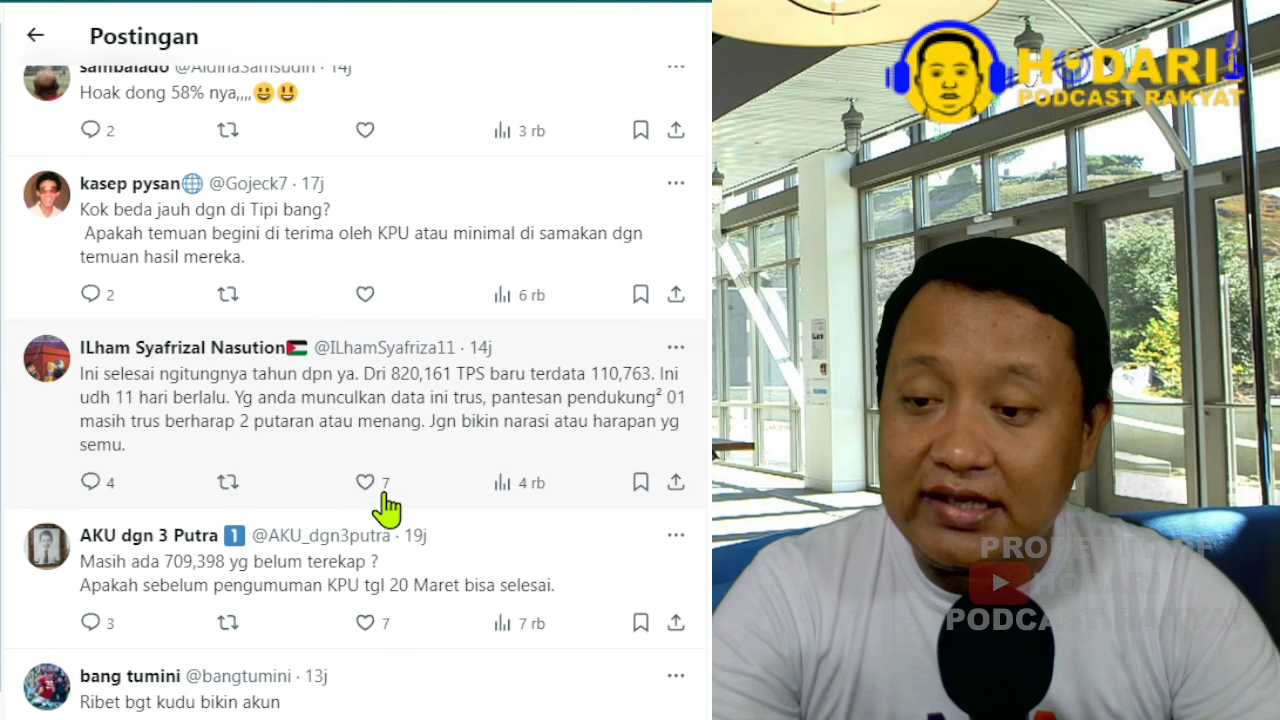 Postingan
sambalado @AldinaSamsudin · 14j
Hoak dong 58% nya,,,,😃😃
2
3 rb
kasep pysan🌐 @Gojeck7 · 17j
Kok beda jauh dgn di Tipi bang?
Apakah temuan begini di terima oleh KPU atau minimal di samakan dgn
temuan hasil mereka.
2
6 rb
ILham Syafrizal Nasution🇵🇸 @ILhamSyafriza11 · 14j
Ini selesai ngitungnya tahun dpn ya. Dri 820,161 TPS baru terdata 110,763. Ini
udh 11 hari berlalu. Yg anda munculkan data ini trus, pantesan pendukung² 01
masih trus berharap 2 putaran atau menang. Jgn bikin narasi atau harapan yg
semu.
4
7
4 rb
AKU dgn 3 Putra 1️⃣ @AKU_dgn3putra · 19j
Masih ada 709,398 yg belum terekap ?
Apakah sebelum pengumuman KPU tgl 20 Maret bisa selesai.
3
7
7 rb
bang tumini @bangtumini · 13j
Ribet bgt kudu bikin akun
HODARI
PODCAST RAKYAT
PROPERTY OF
HODARI
PODCAST RAKYAT